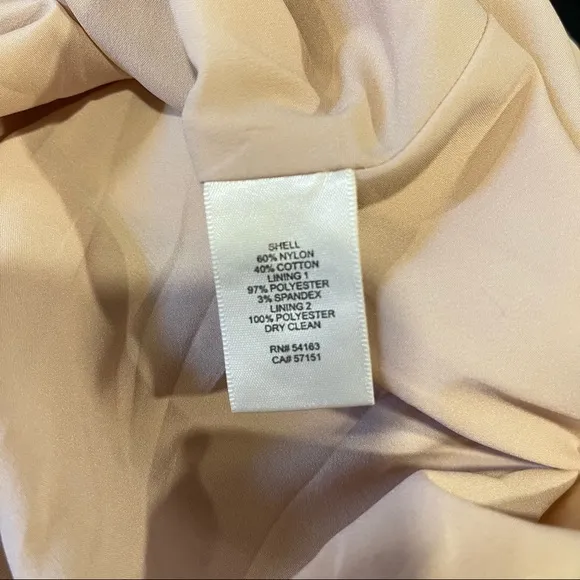 SHELL
60% NYLON
40% COTTON
LINING 1
97% POLYESTER
3% SPANDEX
LINING 2
100% POLYESTER
DRY CLEAN
RN# 54163
CA# 57151